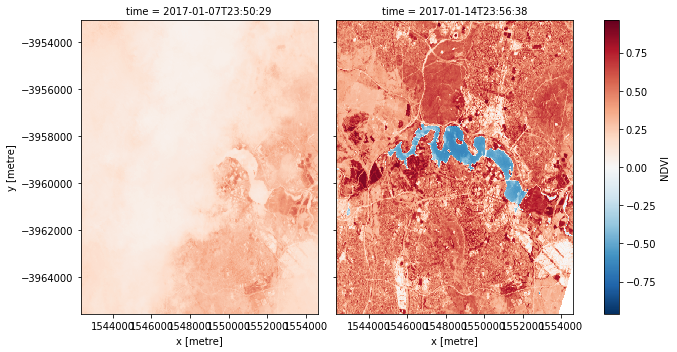 time = 2017-01-07T23:50:29
time = 2017-01-14T23:56:38
−3954000
−3956000
−3958000
−3960000
−3962000
−3964000
y [metre]
1544000 1546000 1548000 1550000 1552000 1554000
x [metre]
1544000 1546000 1548000 1550000 1552000 1554000
x [metre]
0.75
0.50
0.25
0.00
−0.25
−0.50
−0.75
NDVI